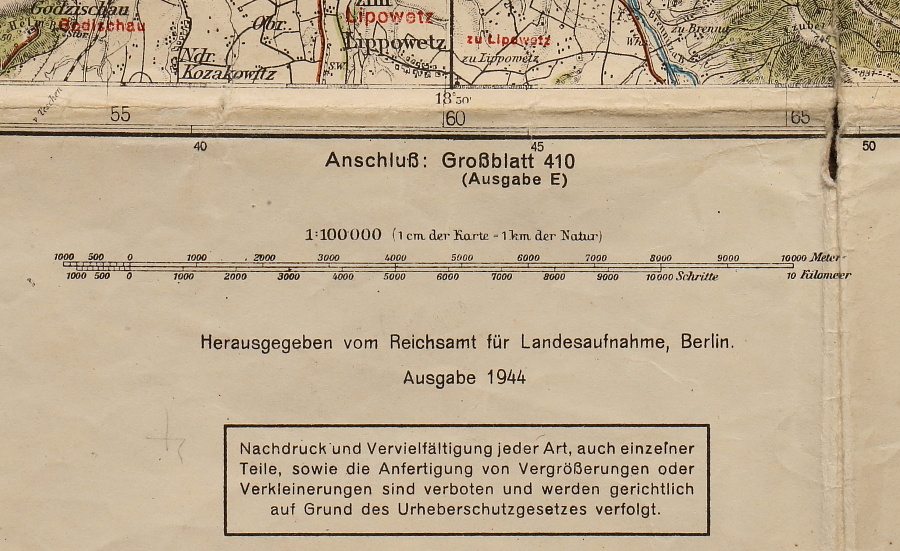 Godzischau
Godzischau
Obr.
Ndr.
Kozakowitz
Lipowetz
Lippowetz
zu Lipowetz
zu Lippowetz
zu Brenna
55
18°50'
60
65
40
45
50
Anschluß: Großblatt 410
(Ausgabe E)
1:100000 (1 cm der Karte = 1 km der Natur)
1000 500 0 1000 2000 3000 4000 5000 6000 7000 8000 9000 10000 Meter
1000 500 0 1000 2000 3000 4000 5000 6000 7000 8000 9000 10000 Schritte 10 Kilometer
Herausgegeben vom Reichsamt für Landesaufnahme, Berlin.
Ausgabe 1944
Nachdruck und Vervielfältigung jeder Art, auch einzelner
Teile, sowie die Anfertigung von Vergrößerungen oder
Verkleinerungen sind verboten und werden gerichtlich
auf Grund des Urheberschutzgesetzes verfolgt.